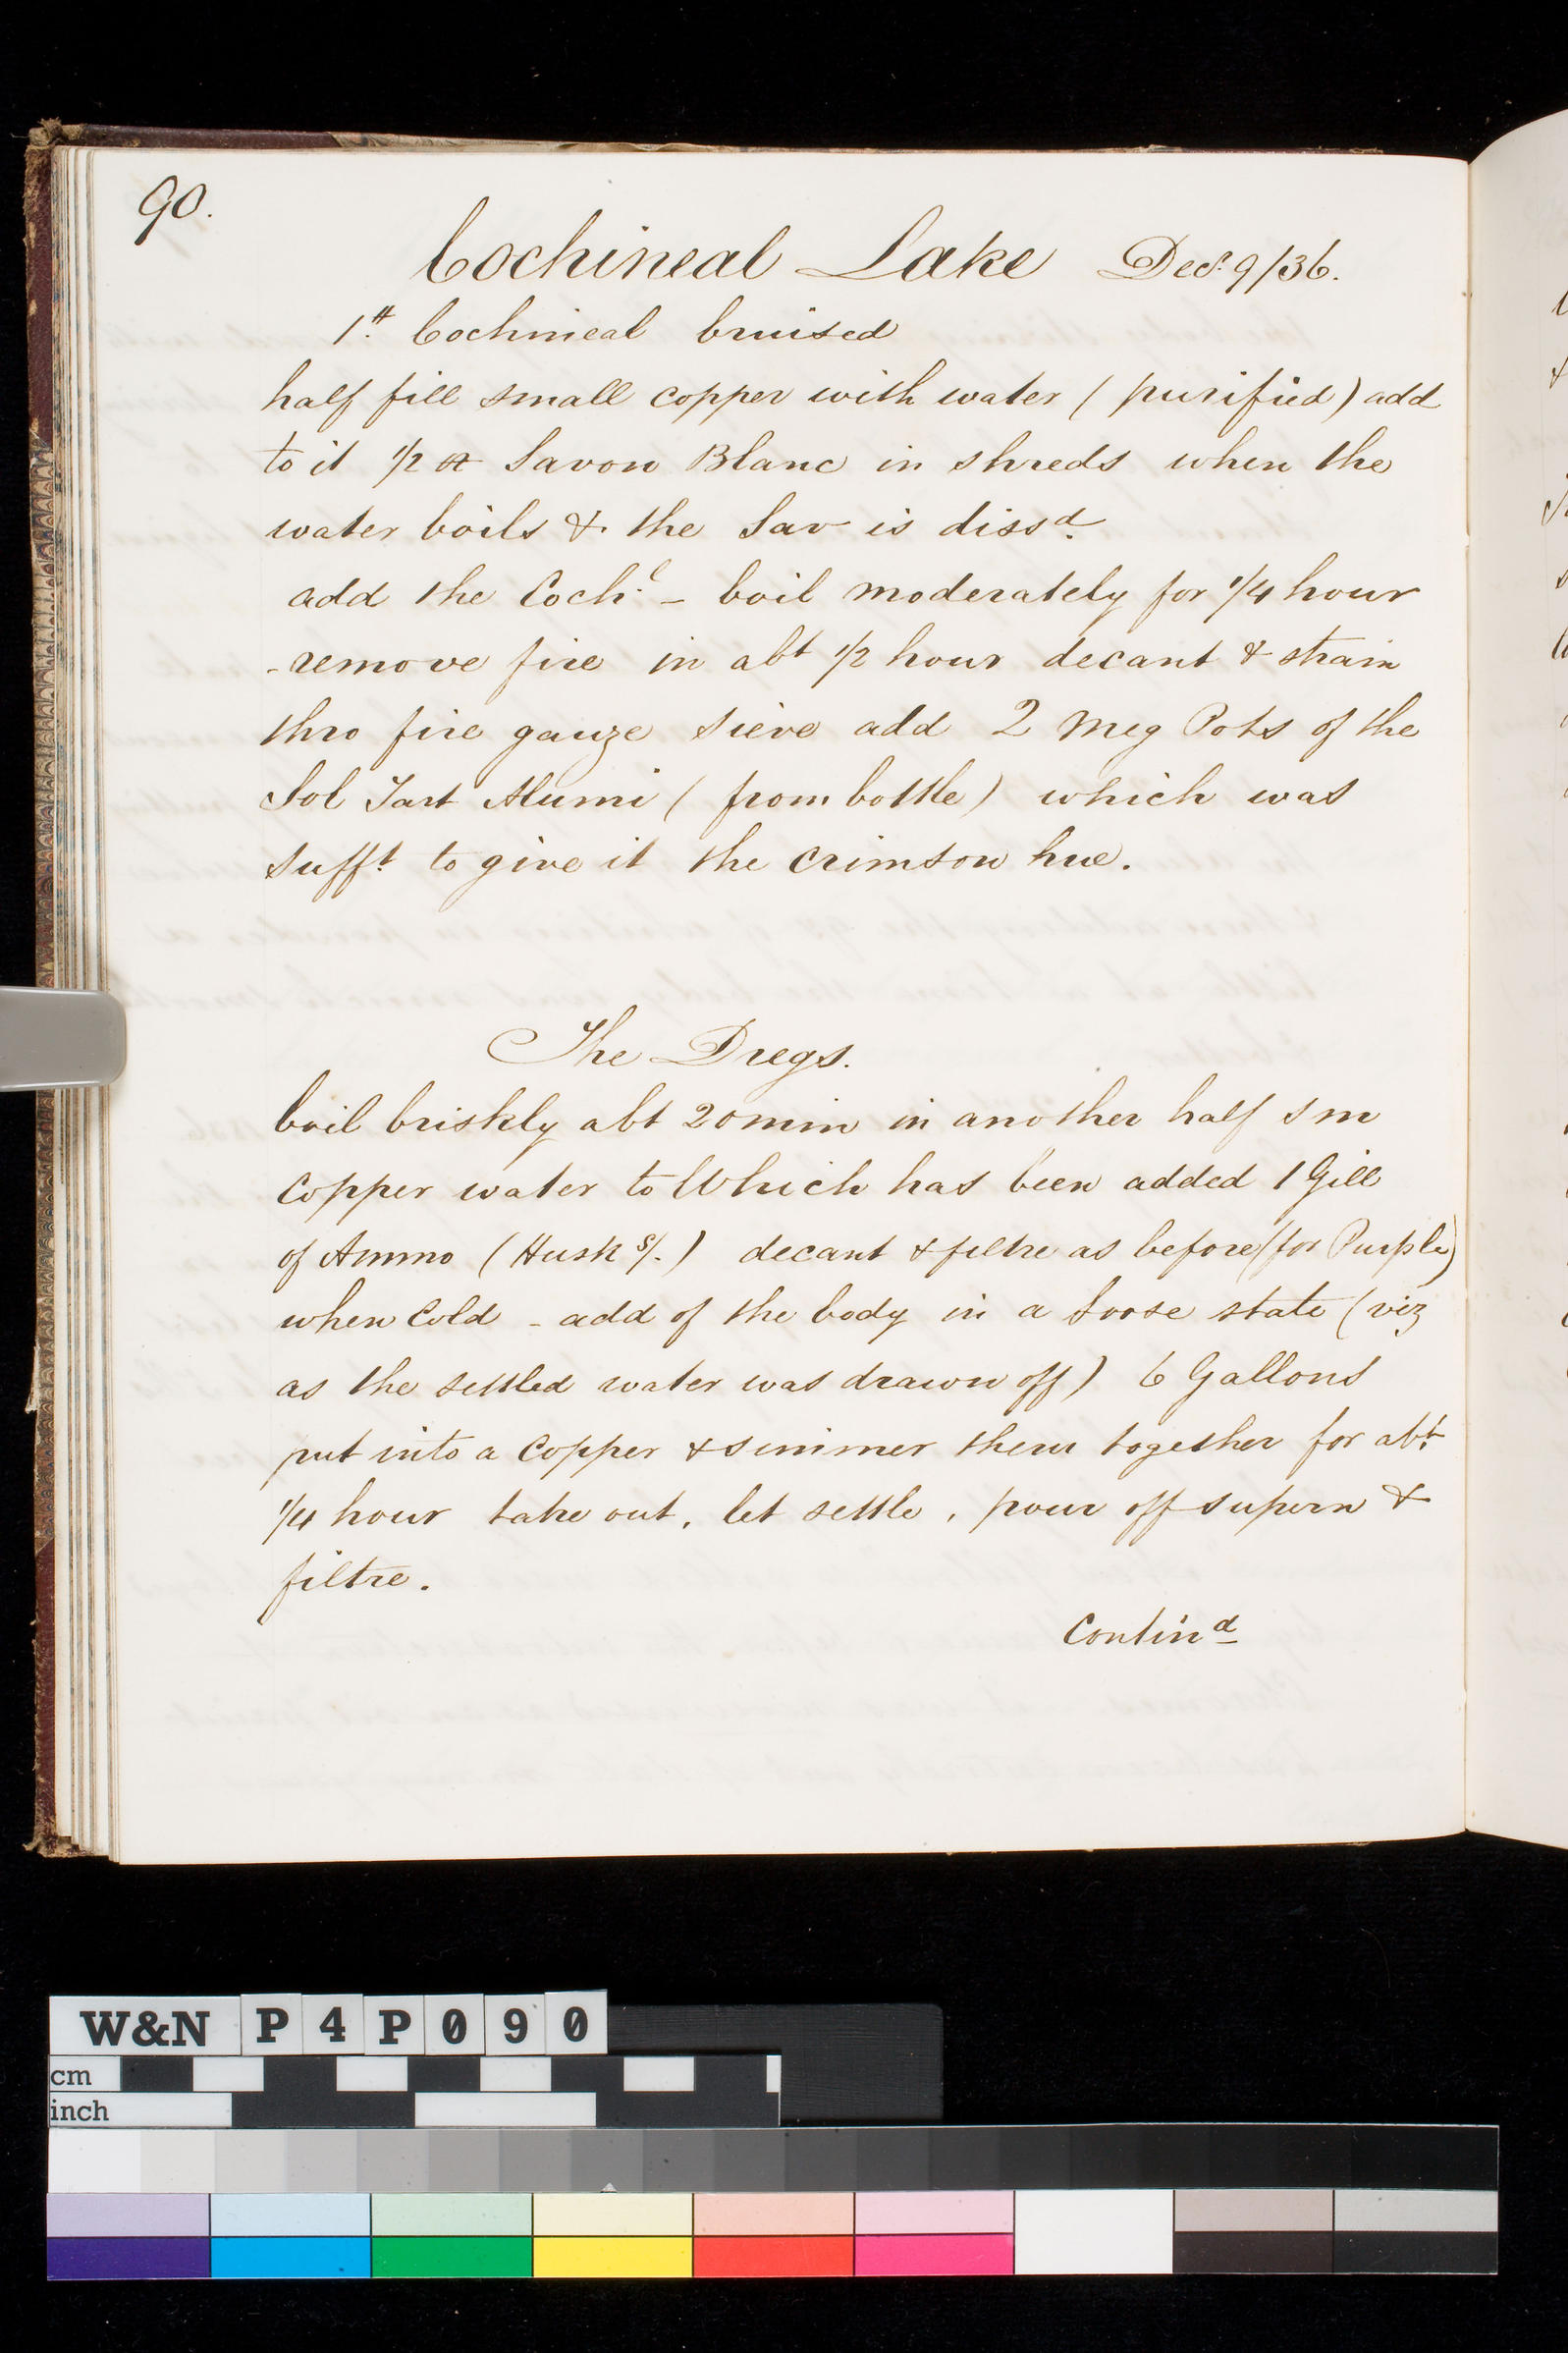 90.
Cochineal Lake Decr. 9/36.
1 ℔. Cochineal bruised
half fill small copper with water (purified) add
to it 1/2 ℔ Savon Blanc in shreds when the
water boils & the Sav is dissd.
add the Cochl. – boil moderately for 1/4 hour
- remove fire in abt 1/2 hour decant & strain
thro fine gauze sieve add 2 Meg Pots of the
Sol Tart Alumi (from bottle) which was
sufft. to give it the crimson hue.
The Dregs.
boil briskly abt 20 min in another half sm
Copper water to Which has been added 1 Gill
of Ammo (Husk s/.) decant & filtre as before (for Purple)
when Cold - add of the body in a loose state (viz
as the settled water was drawn off) 6 Gallons
put into a Copper & simmer them together for abt.
1/4 hour take out, let settle, pour off supern &
filtre.
Contind
W&N P4P090
cm
inch